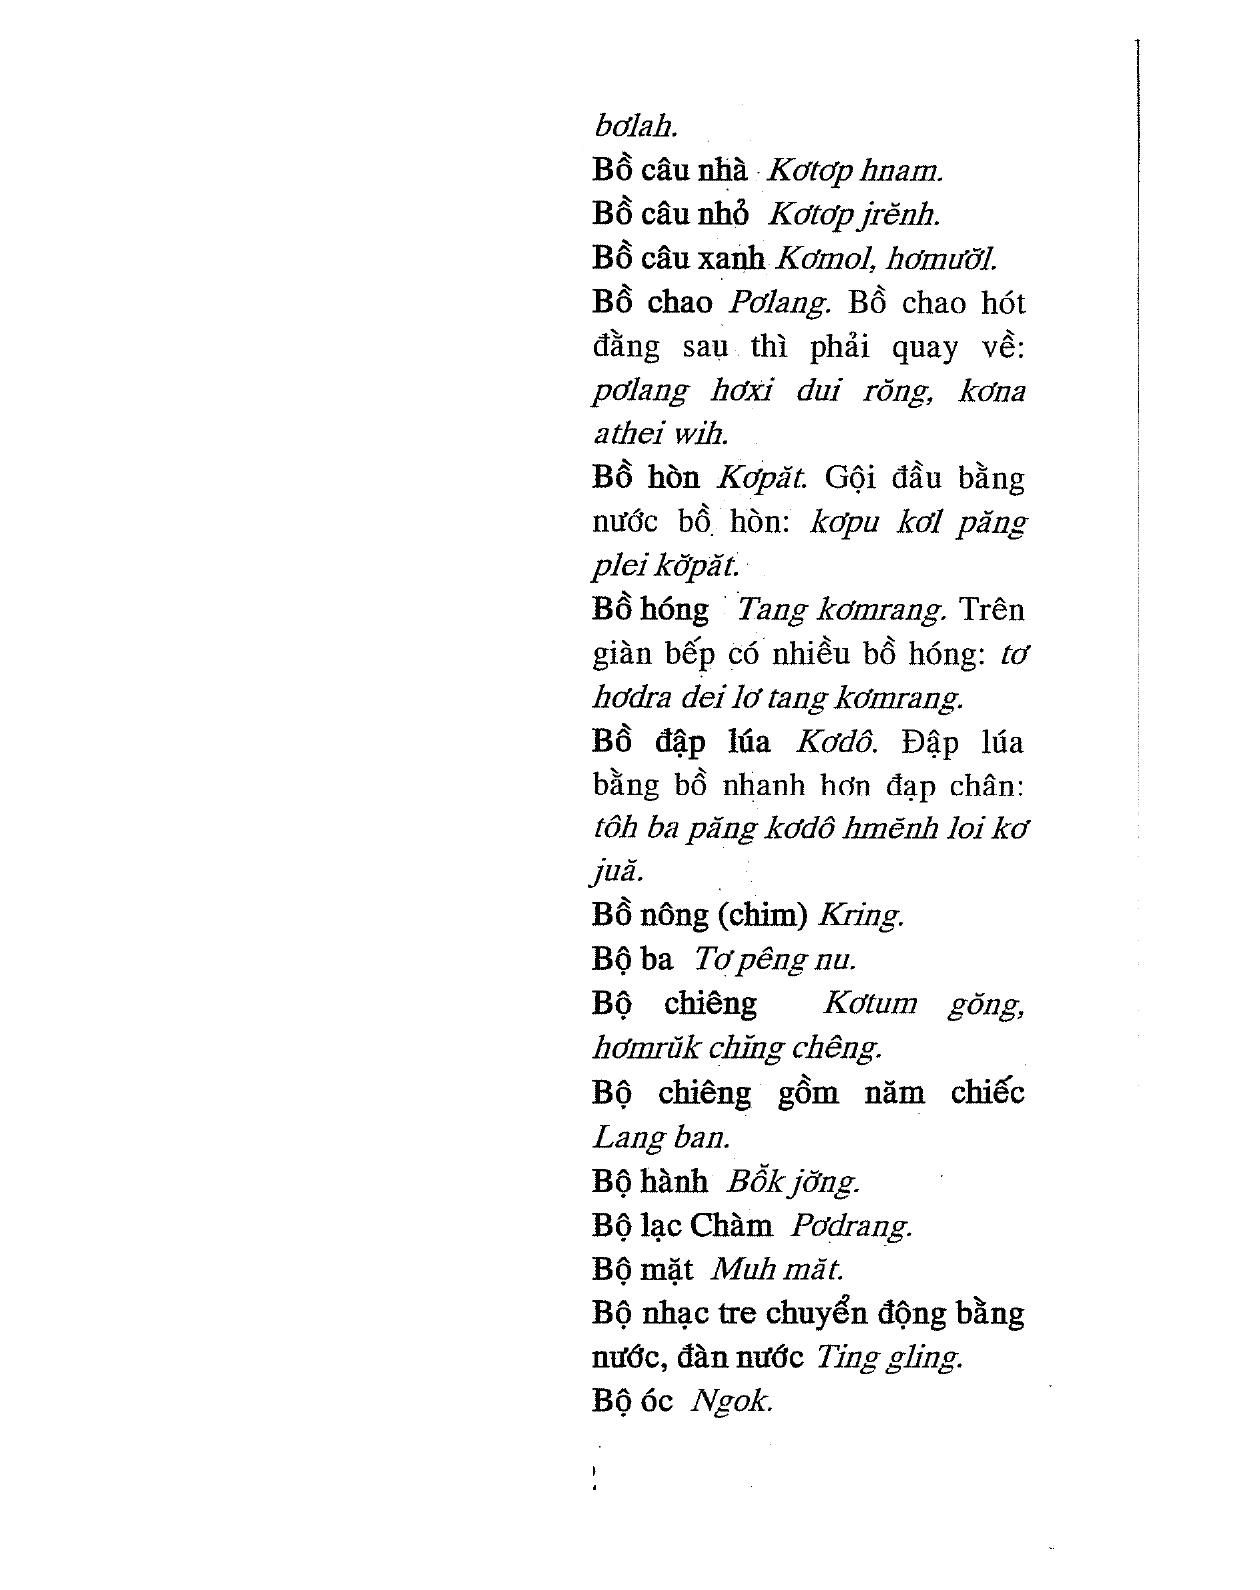 bơlah.
Bồ câu nhà Kơtơp hnam.
Bồ câu nhỏ Kơtơp jrĕnh.
Bồ câu xanh Kơmol, hơmươ̆l.
Bồ chao Pơlang. Bồ chao hót
đằng sau thì phải quay về:
pơlang hơxi dui rŏng, kơna
athei wih.
Bồ hòn Kơpăt. Gội đầu bằng
nước bồ hòn: kơpu kơl păng
plei kơ̆păt.
Bồ hóng Tang kơmrang. Trên
giàn bếp có nhiều bồ hóng: tơ
hơdra dei lơ tang kơmrang.
Bồ đập lúa Kơdô. Đập lúa
bằng bồ nhanh hơn đạp chân:
tôh ba păng kơdô hmĕnh loi kơ
juă.
Bồ nông (chim) Kring.
Bộ ba Tơ pêng nu.
Bộ chiêng Kơtum gŏng,
hơmrŭk chĭng chêng.
Bộ chiêng gồm năm chiếc
Lang ban.
Bộ hành Bô̆k jơ̆ng.
Bộ lạc Chàm Pơdrang.
Bộ mặt Muh măt.
Bộ nhạc tre chuyển động bằng
nước, đàn nước Ting gling.
Bộ óc Ngok.